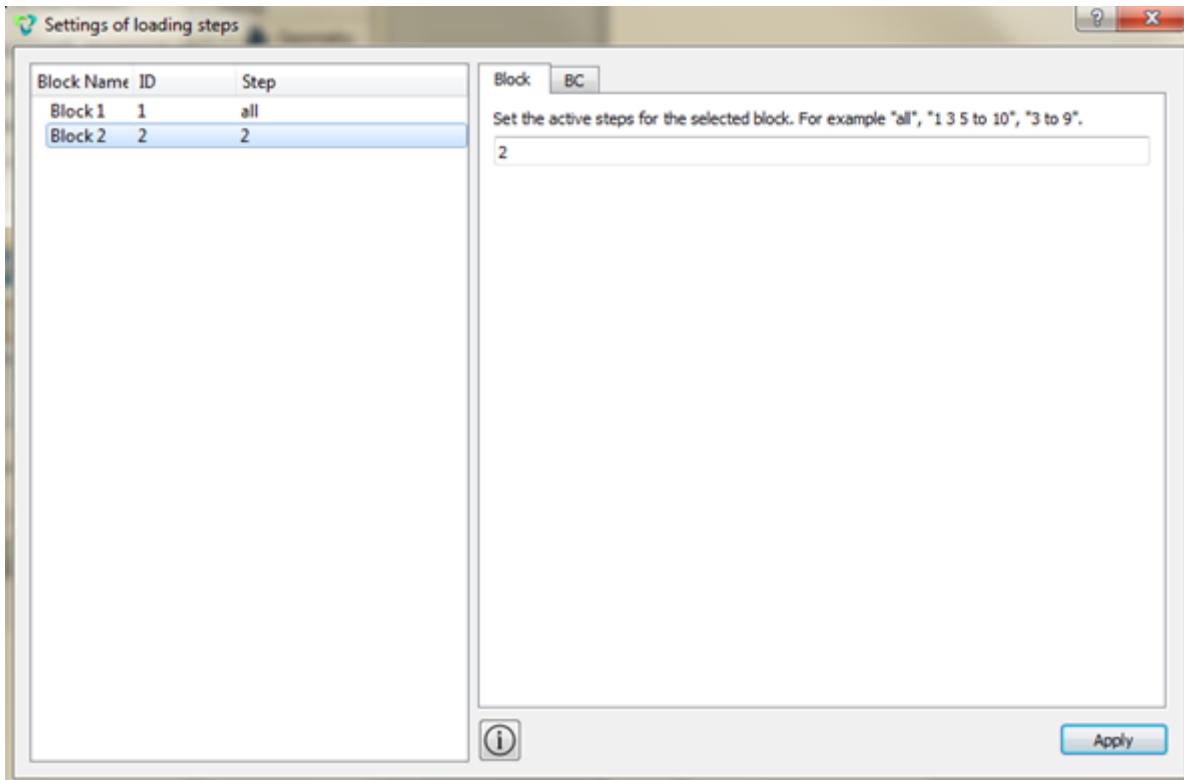 Settings of loading steps
Block Name ID Step
Block 1 1 all
Block 2 2 2
Block BC
Set the active steps for the selected block. For example "all", "1 3 5 to 10", "3 to 9".
2
Apply